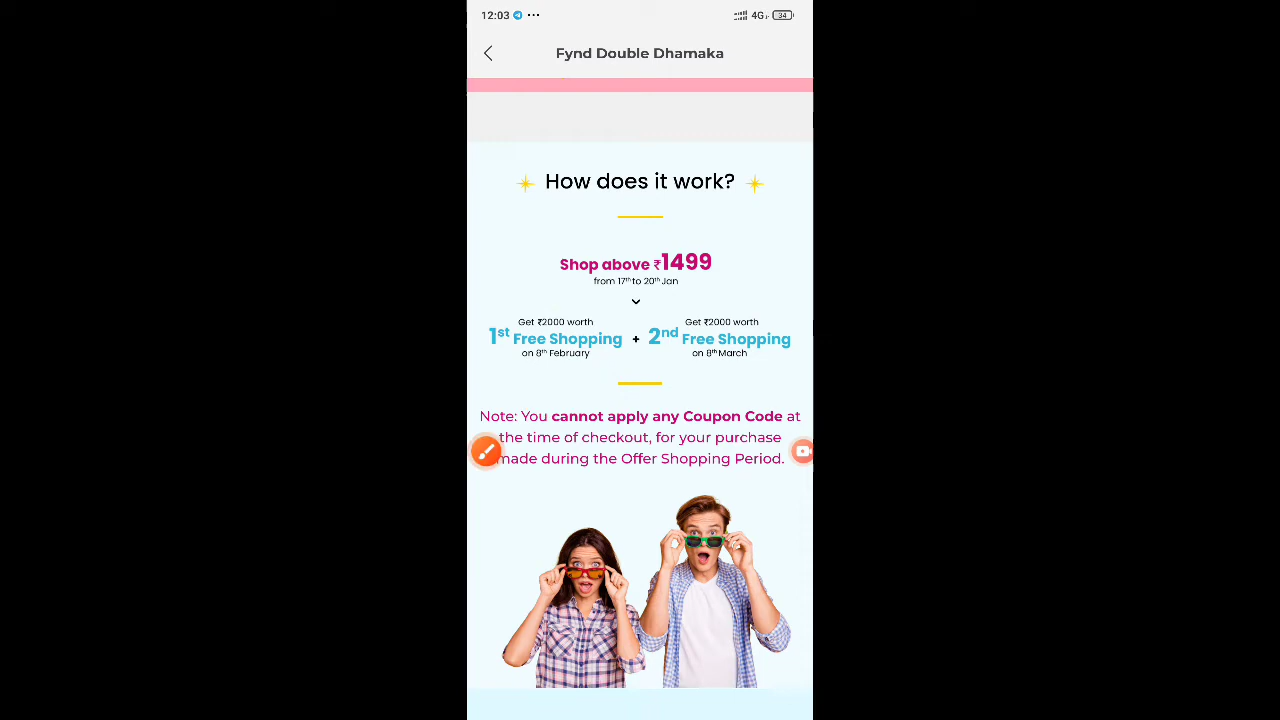 12:03 ...
4G 34
Fynd Double Dhamaka
How does it work?
Shop above ₹1499
from 17th to 20th Jan
Get ₹2000 worth Get ₹2000 worth
1st Free Shopping + 2nd Free Shopping
on 8th February on 8th March
Note: You cannot apply any Coupon Code at
the time of checkout, for your purchase
made during the Offer Shopping Period.